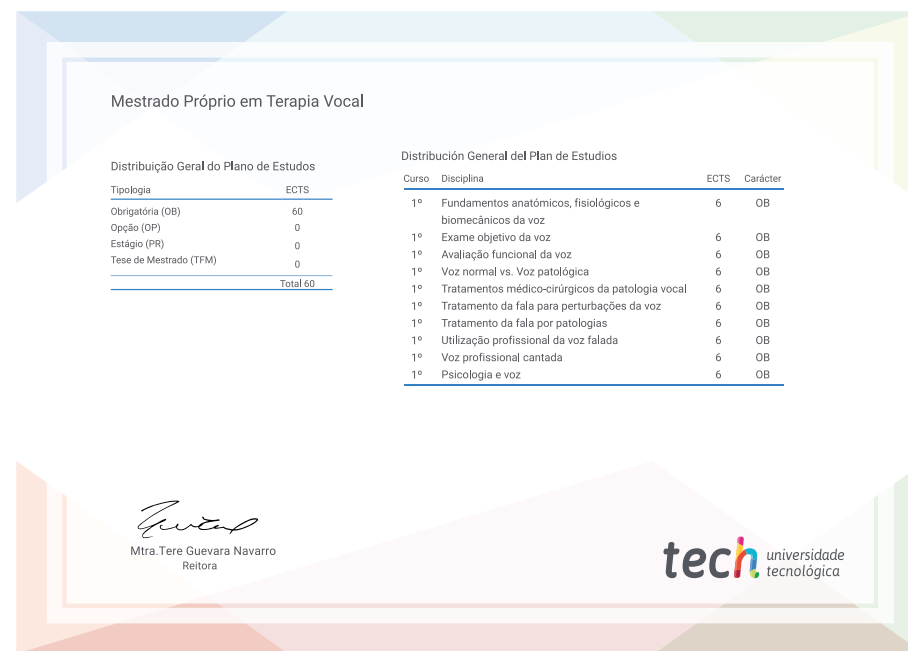 Mestrado Próprio em Terapia Vocal
Distribuição Geral do Plano de Estudos
Tipologia ECTS
Obrigatória (OB) 60
Opção (OP) 0
Estágio (PR) 0
Tese de Mestrado (TFM) 0
Total 60
Distribución General del Plan de Estudios
Curso Disciplina ECTS Carácter
1º Fundamentos anatómicos, fisiológicos e 6 OB
biomecânicos da voz
1º Exame objetivo da voz 6 OB
1º Avaliação funcional da voz 6 OB
1º Voz normal vs. Voz patológica 6 OB
1º Tratamentos médico-cirúrgicos da patologia vocal 6 OB
1º Tratamento da fala para perturbações da voz 6 OB
1º Tratamento da fala por patologias 6 OB
1º Utilização profissional da voz falada 6 OB
1º Voz profissional cantada 6 OB
1º Psicologia e voz 6 OB
Mtra.Tere Guevara Navarro
Reitora
tech universidade
tecnológica